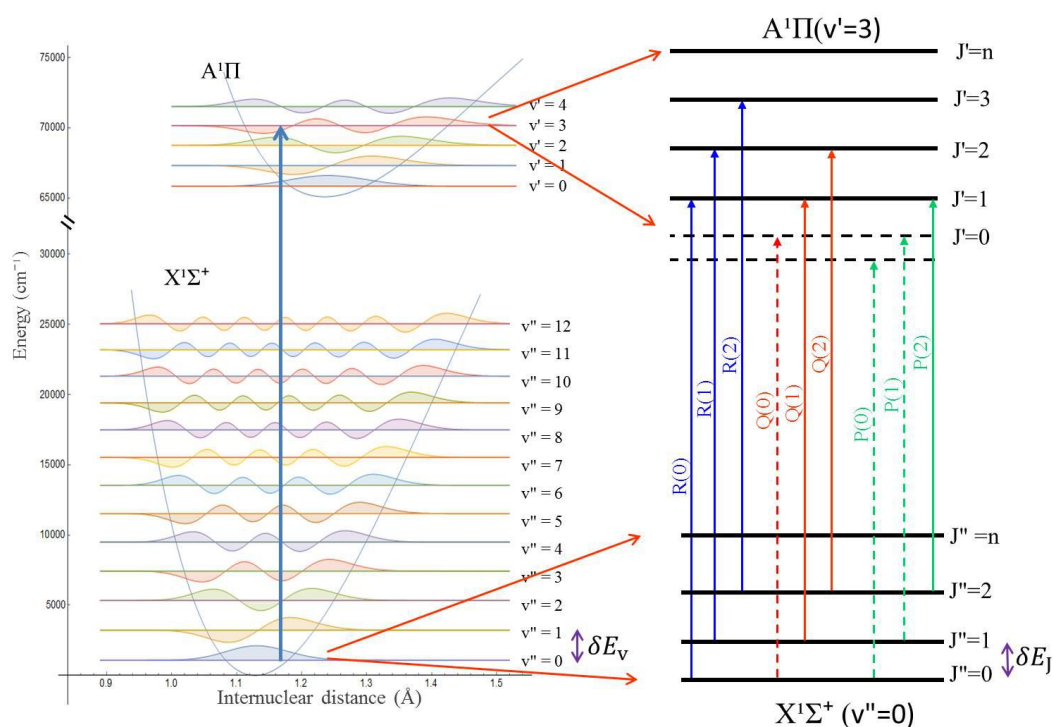 A¹Π
X¹Σ⁺
Energy (cm⁻¹)
75000
70000
65000
30000
25000
20000
15000
10000
5000
v' = 4
v' = 3
v' = 2
v' = 1
v' = 0
v" = 12
v" = 11
v" = 10
v" = 9
v" = 8
v" = 7
v" = 6
v" = 5
v" = 4
v" = 3
v" = 2
v" = 1
v" = 0
δE_v
0.9 1.0 1.1 1.2 1.3 1.4 1.5
Internuclear distance (Å)
A¹Π(v'=3)
J'=n
J'=3
J'=2
J'=1
J'=0
R(0)
R(1)
R(2)
Q(0)
Q(1)
Q(2)
P(0)
P(1)
P(2)
J" =n
J"=2
J"=1
J"=0
δE_J
X¹Σ⁺ (v"=0)